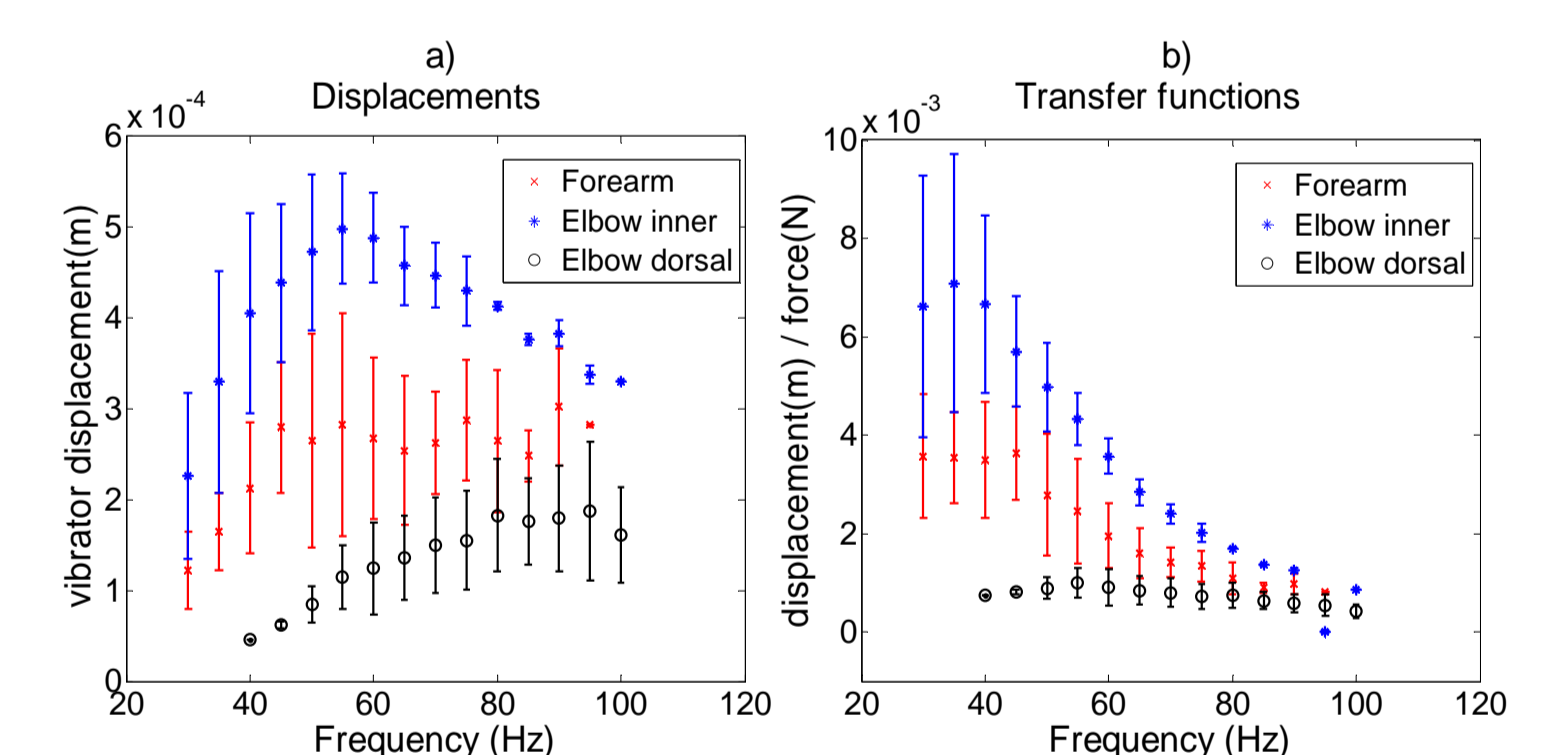 a)
Displacements
x 10-4
6
5
4
3
2
1
0
20 40 60 80 100 120
vibrator displacement(m)
Frequency (Hz)
Forearm
Elbow inner
Elbow dorsal
b)
Transfer functions
x 10-3
10
8
6
4
2
0
20 40 60 80 100 120
displacement(m) / force(N)
Frequency (Hz)
Forearm
Elbow inner
Elbow dorsal